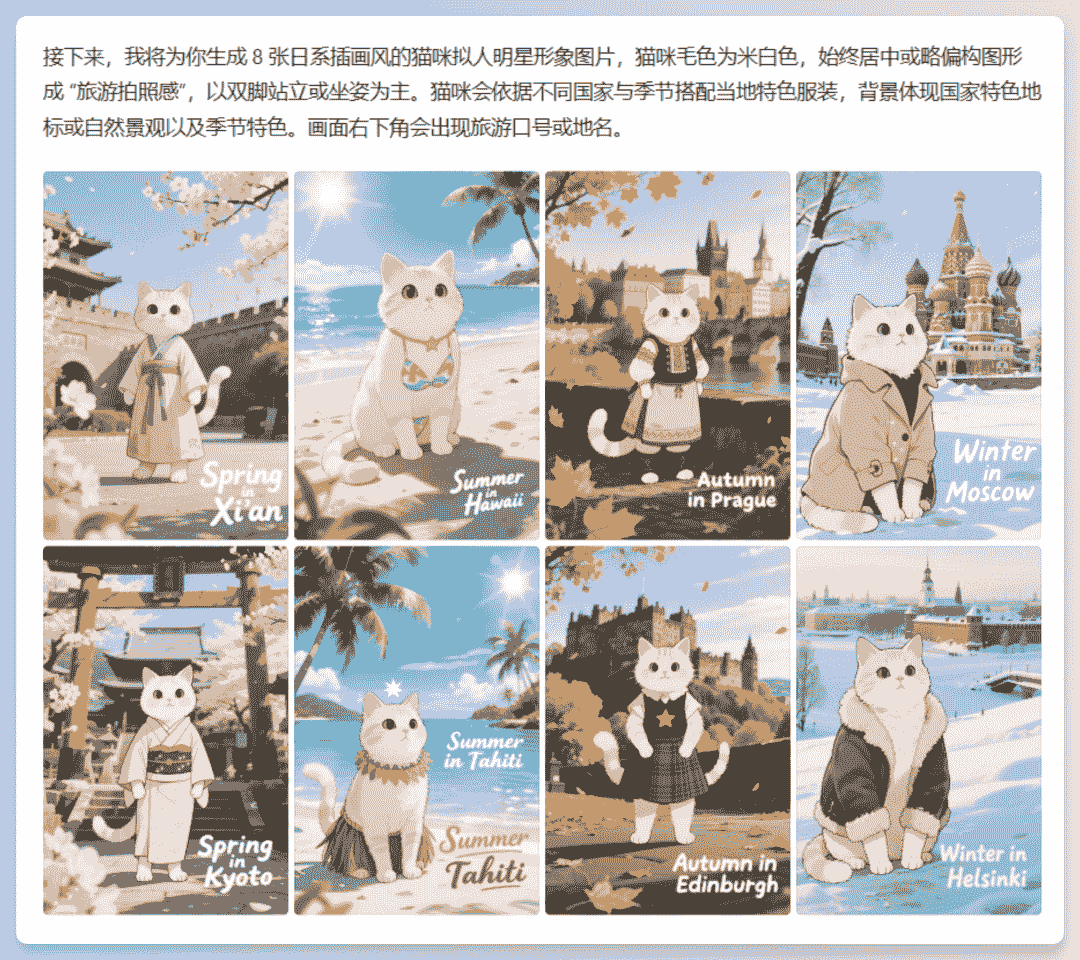 接下来，我将为你生成 8 张日系插画风的猫咪拟人明星形象图片，猫咪毛色为米白色，始终居中或略偏构图形
成 “旅游拍照感”，以双脚站立或坐姿为主。猫咪会依据不同国家与季节搭配当地特色服装，背景体现国家特色地
标或自然景观以及季节特色。画面右下角会出现旅游口号或地名。
Spring
in
Xi'an
Summer
in
Hawaii
Autumn
in Prague
Winter
in
Moscow
Spring
in
Kyoto
Summer
in Tahiti
Summer
Tahiti
Autumn in
Edinburgh
Winter in
Helsinki